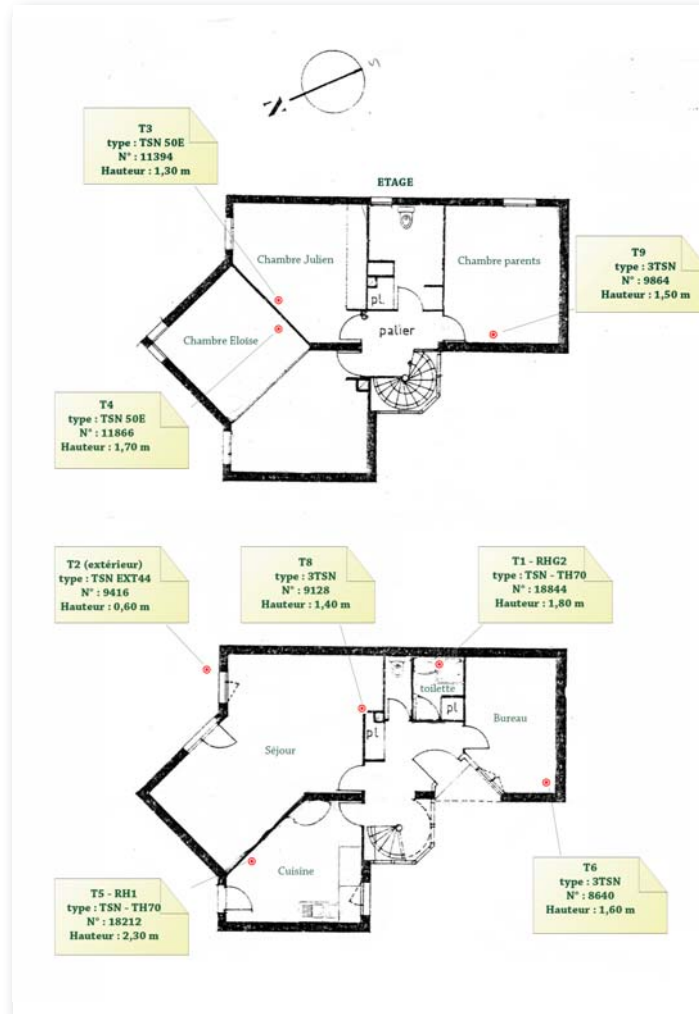 N
S
T3
type : TSN 50E
N° : 11394
Hauteur : 1,30 m
ETAGE
T9
type : 3TSN
N° : 9864
Hauteur : 1,50 m
Chambre Julien
Chambre parents
pl.
palier
Chambre Eloïse
T4
type : TSN 50E
N° : 11866
Hauteur : 1,70 m
T2 (extérieur)
type : TSN EXT44
N° : 9416
Hauteur : 0,60 m
T8
type : 3TSN
N° : 9128
Hauteur : 1,40 m
T1 - RHG2
type : TSN - TH70
N° : 18844
Hauteur : 1,80 m
toilette
pl
Bureau
pl
Séjour
Cuisine
T5 - RH1
type : TSN - TH70
N° : 18212
Hauteur : 2,30 m
T6
type : 3TSN
N° : 8640
Hauteur : 1,60 m